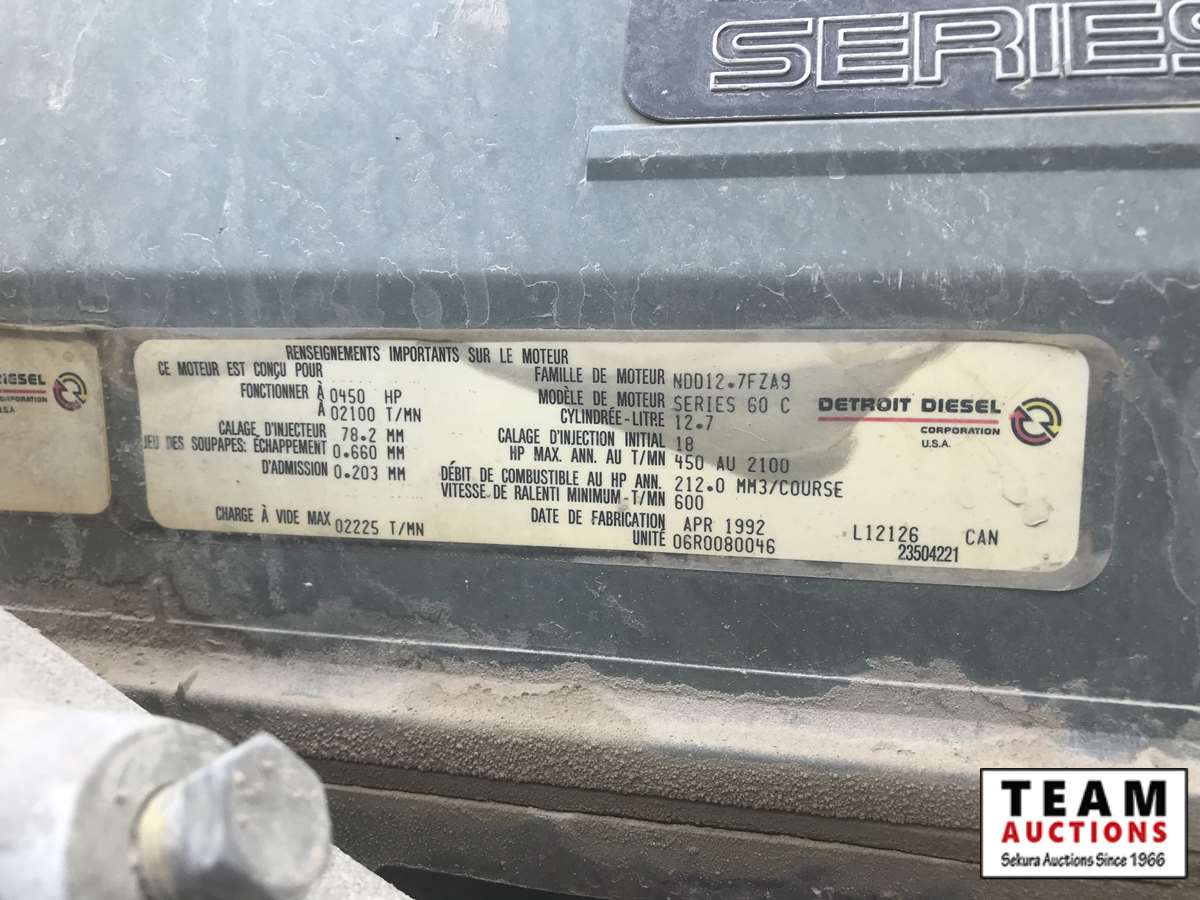 SERIES
RENSEIGNEMENTS IMPORTANTS SUR LE MOTEUR
CE MOTEUR EST CONÇU POUR
FONCTIONNER À 0450 HP
À 02100 T/MN
CALAGE D'INJECTEUR 78.2 MM
JEU DES SOUPAPES: ÉCHAPPEMENT 0.660 MM
D'ADMISSION 0.203 MM
CHARGE À VIDE MAX 02225 T/MN
FAMILLE DE MOTEUR NDD12.7FZA9
MODÈLE DE MOTEUR SERIES 60 C
CYLINDRÉE-LITRE 12.7
CALAGE D'INJECTION INITIAL 18
HP MAX. ANN. AU T/MN 450 AU 2100
DÉBIT DE COMBUSTIBLE AU HP ANN. 212.0 MM3/COURSE
VITESSE DE RALENTI MINIMUM-T/MN 600
DATE DE FABRICATION APR 1992
UNITÉ 06R0080046
DETROIT DIESEL
CORPORATION
U.S.A.
L12126 CAN
23504221
DIESEL
CORPORATION
U.S.A.
TEAM
AUCTIONS
Sekura Auctions Since 1966